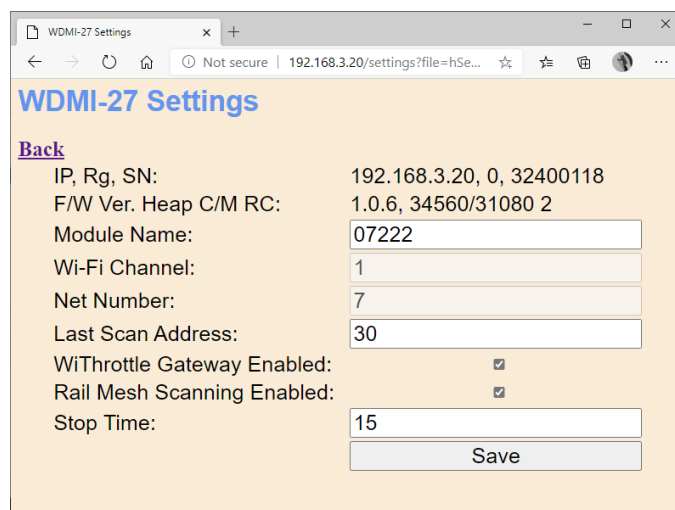 WDMI-27 Settings
Not secure | 192.168.3.20/settings?file=hSe...
WDMI-27 Settings
Back
IP, Rg, SN: 192.168.3.20, 0, 32400118
F/W Ver. Heap C/M RC: 1.0.6, 34560/31080 2
Module Name: 07222
Wi-Fi Channel: 1
Net Number: 7
Last Scan Address: 30
WiThrottle Gateway Enabled:
Rail Mesh Scanning Enabled:
Stop Time: 15
Save